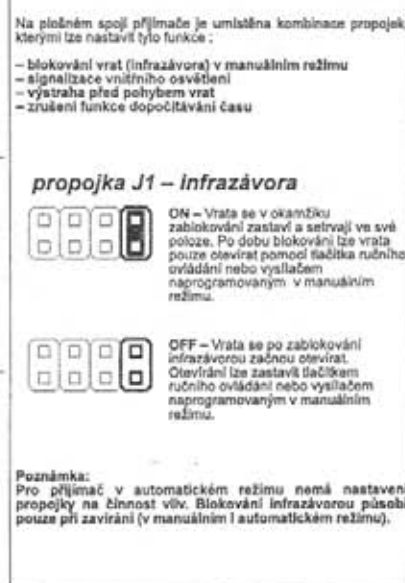 Na plošném spoji přijímače je umístěna kombinace propojek,
kterými lze nastavit tyto funkce :
– blokování vrat (infrazávora) v manuálním režimu
– signalizace vnitřního osvětlení
– výstraha před pohybem vrat
– zrušení funkce dopočítávání času
propojka J1 – infrazávora
ON – Vrata se v okamžiku
zablokování zastaví a setrvají ve své
poloze. Po dobu blokování lze vrata
pouze otevírat pomocí tlačítka ručního
ovládání nebo vysílačem
naprogramovaným v manuálním
režimu.
OFF – Vrata se po zablokování
infrazávorou začnou otevírat.
Otevírání lze zastavit tlačítkem
ručního ovládání nebo vysílačem
naprogramovaným v manuálním
režimu.
Poznámka:
Pro přijímač v automatickém režimu nemá nastavení
propojky na činnost vliv. Blokování infrazávorou působí
pouze při zavírání (v manuálním i automatickém režimu).